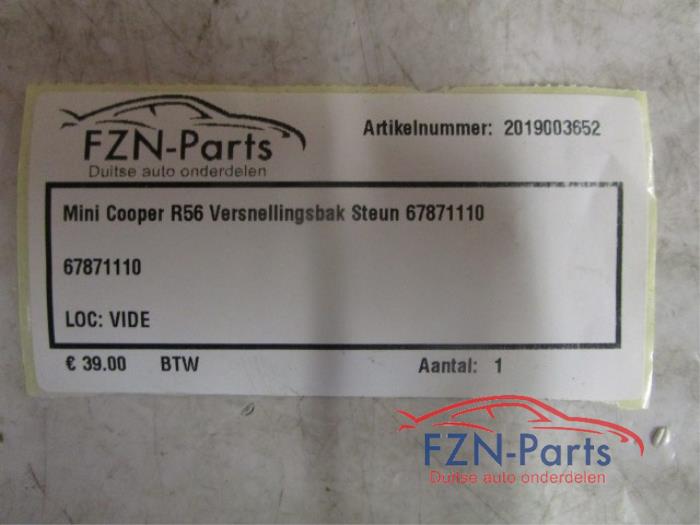 FZN-Parts
Duitse auto onderdelen
Artikelnummer: 2019003652
Mini Cooper R56 Versnellingsbak Steun 67871110
67871110
LOC: VIDE
€ 39.00 BTW Aantal: 1
FZN-Parts
Duitse auto onderdelen